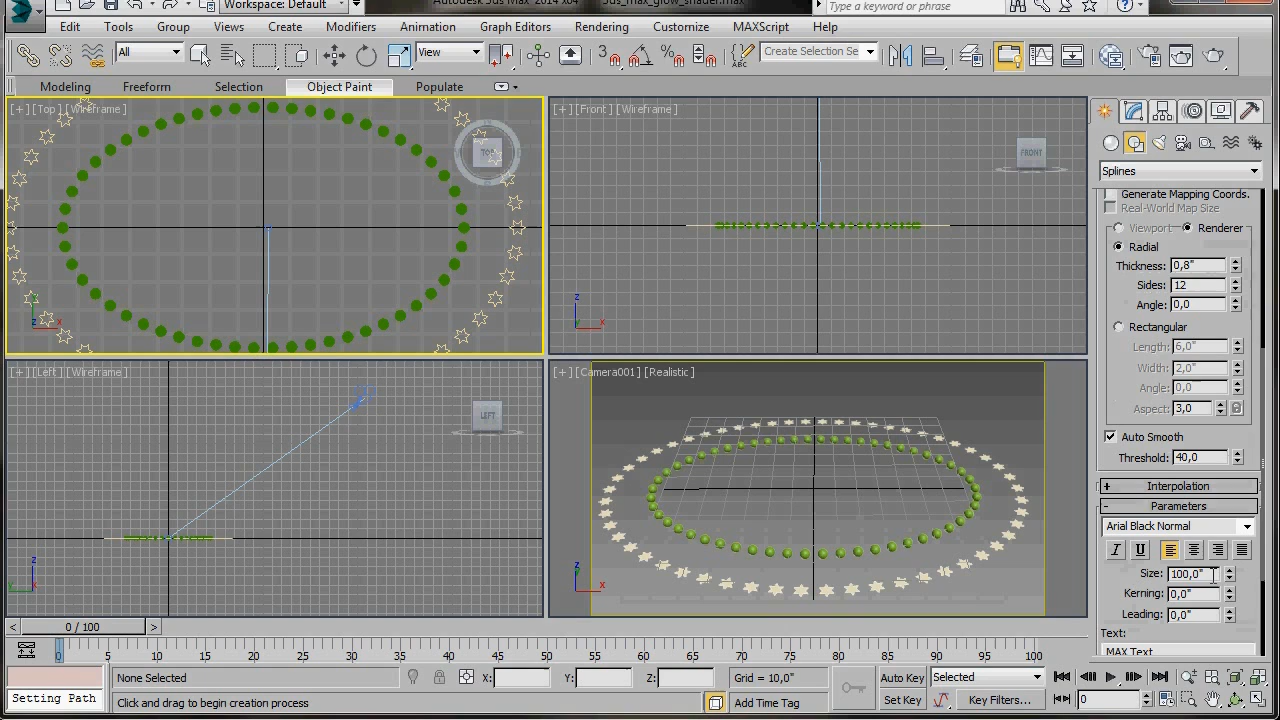 Workspace: Default
Autodesk 3ds Max 2014 x64 3ds_max_glow_shader.max
Type a keyword or phrase
Edit Tools Group Views Create Modifiers Animation Graph Editors Rendering Customize MAXScript Help
All
View
3
Create Selection Se
Modeling Freeform Selection Object Paint Populate
[+] [Top] [Wireframe]
TOP
[+] [Front] [Wireframe]
FRONT
Splines
Generate Mapping Coords.
Real-World Map Size
Viewport Renderer
Radial
Thickness: 0,8"
Sides: 12
Angle: 0,0
Rectangular
Length: 6,0"
Width: 2,0"
Angle: 0,0
Aspect: 3,0
Auto Smooth
Threshold: 40,0
+ Interpolation
- Parameters
Arial Black Normal
I U
Size: 100,0"
Kerning: 0,0"
Leading: 0,0"
Text:
MAX Text
z
x
z
x
[+] [Left] [Wireframe]
LEFT
z
y
[+] [Camera001] [Realistic]
z
x
< 0 / 100 >
0 5 10 15 20 25 30 35 40 45 50 55 60 65 70 75 80 85 90 95 100
None Selected
X: Y: Z:
Grid = 10,0"
Auto Key Selected
Setting Path
Click and drag to begin creation process
Add Time Tag
Set Key Key Filters...
0